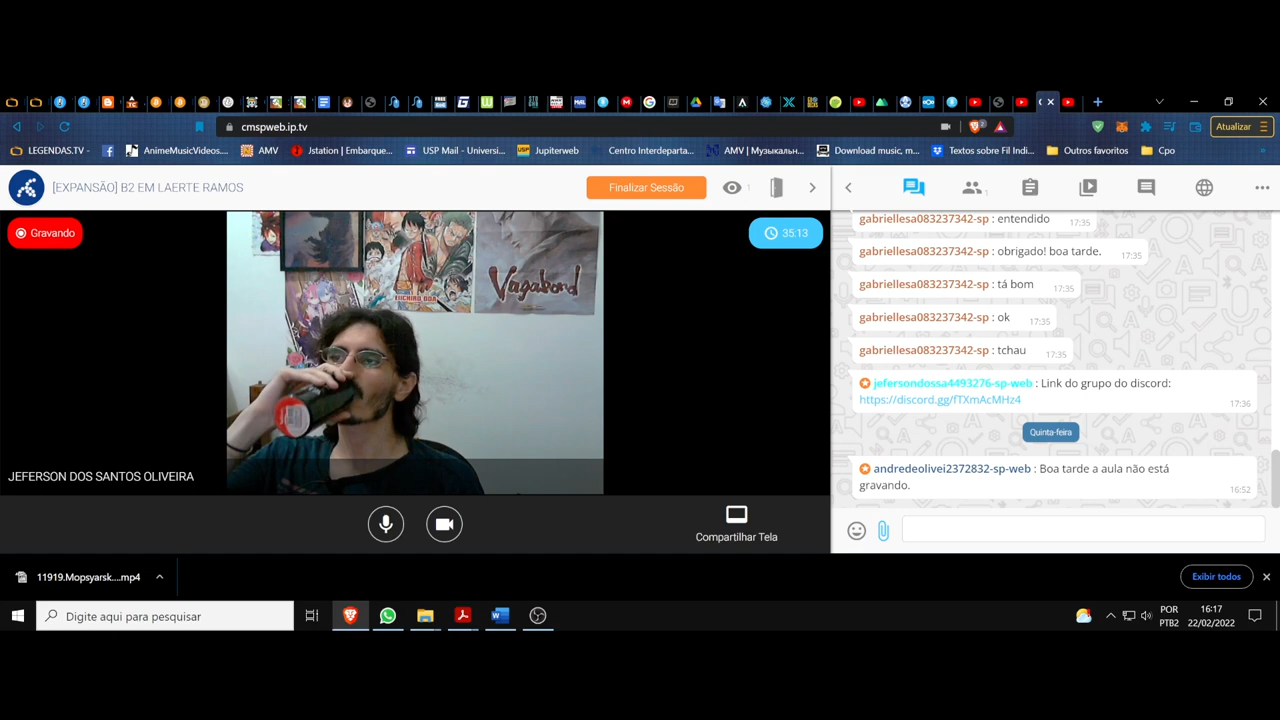 cmspweb.ip.tv
Atualizar
LEGENDAS.TV -
AnimeMusicVideos...
AMV
Jstation | Embarque...
USP Mail - Universi...
Jupiterweb
Centro Interdeparta...
AMV | Музыкальн...
Download music, m...
Textos sobre Fil Indi...
Outros favoritos
Cpo
[EXPANSÃO] B2 EM LAERTE RAMOS
Finalizar Sessão
1
1
Gravando
35:13
Vagabond
EIICHIRO ODA
JEFERSON DOS SANTOS OLIVEIRA
Compartilhar Tela
gabriellesa083237342-sp : entendido
17:35
gabriellesa083237342-sp : obrigado! boa tarde.
17:35
gabriellesa083237342-sp : tá bom
17:35
gabriellesa083237342-sp : ok
17:35
gabriellesa083237342-sp : tchau
17:35
jefersondossa4493276-sp-web : Link do grupo do discord:
https://discord.gg/fTXmAcMHz4
17:36
Quinta-feira
andredeolivei2372832-sp-web : Boa tarde a aula não está
gravando.
16:52
11919.Mopsyarsk....mp4
Exibir todos
Digite aqui para pesquisar
POR
PTB2
16:17
22/02/2022